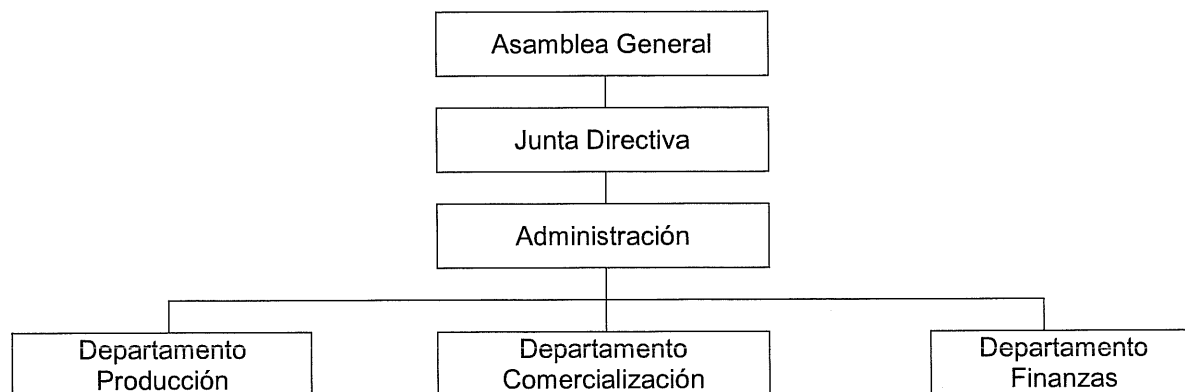 Asamblea General
Junta Directiva
Administración
Departamento
Producción
Departamento
Comercialización
Departamento
Finanzas